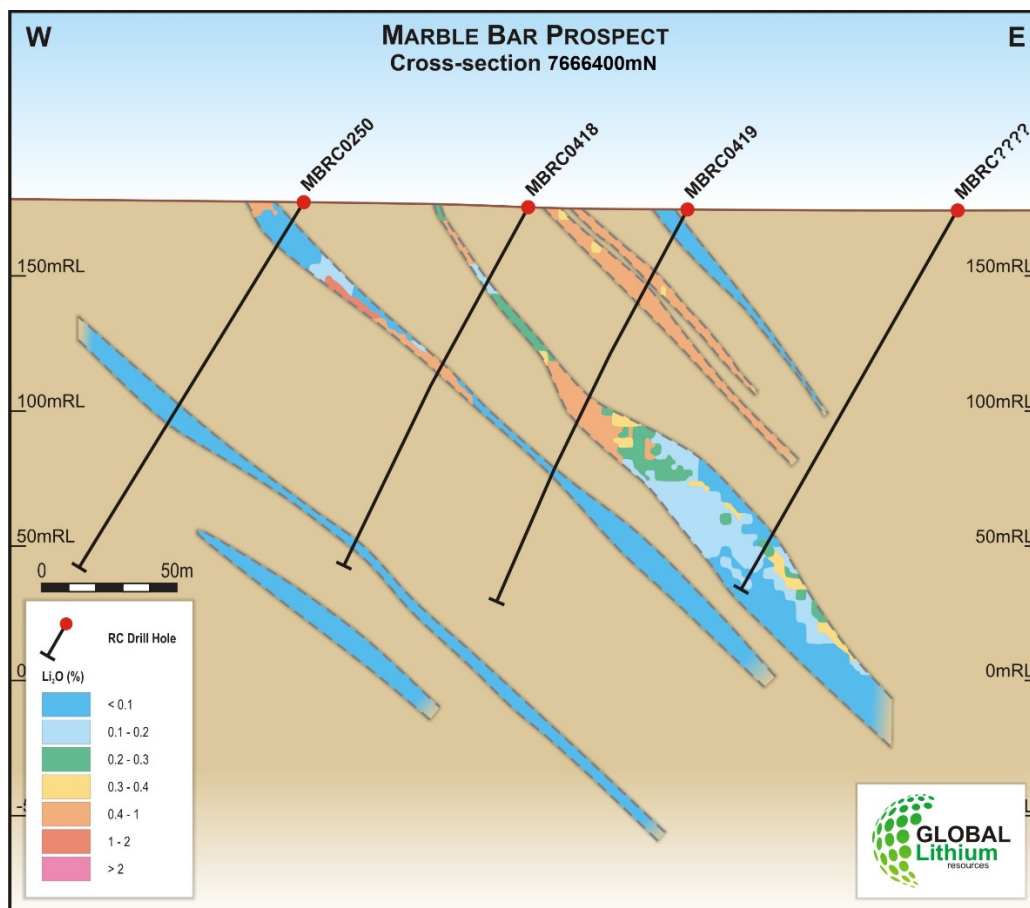 W
MARBLE BAR PROSPECT
E
Cross-section 7666400mN
MBRC0250
MBRC0418
MBRC0419
MBRC????
150mRL
150mRL
100mRL
100mRL
50mRL
50mRL
0 50m
RC Drill Hole
0mRL
Li₂O (%)
< 0.1
0.1 - 0.2
0.2 - 0.3
0.3 - 0.4
0.4 - 1
1 - 2
> 2
GLOBAL
Lithium
resources